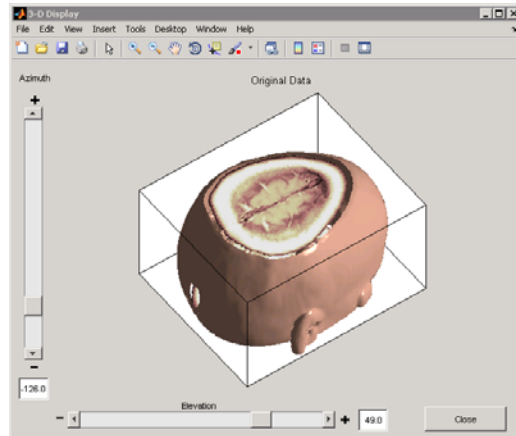 3-D Display
File Edit View Insert Tools Desktop Window Help
Azimuth
Original Data
+
-
-126.0
Elevation
-
+
49.0
Close